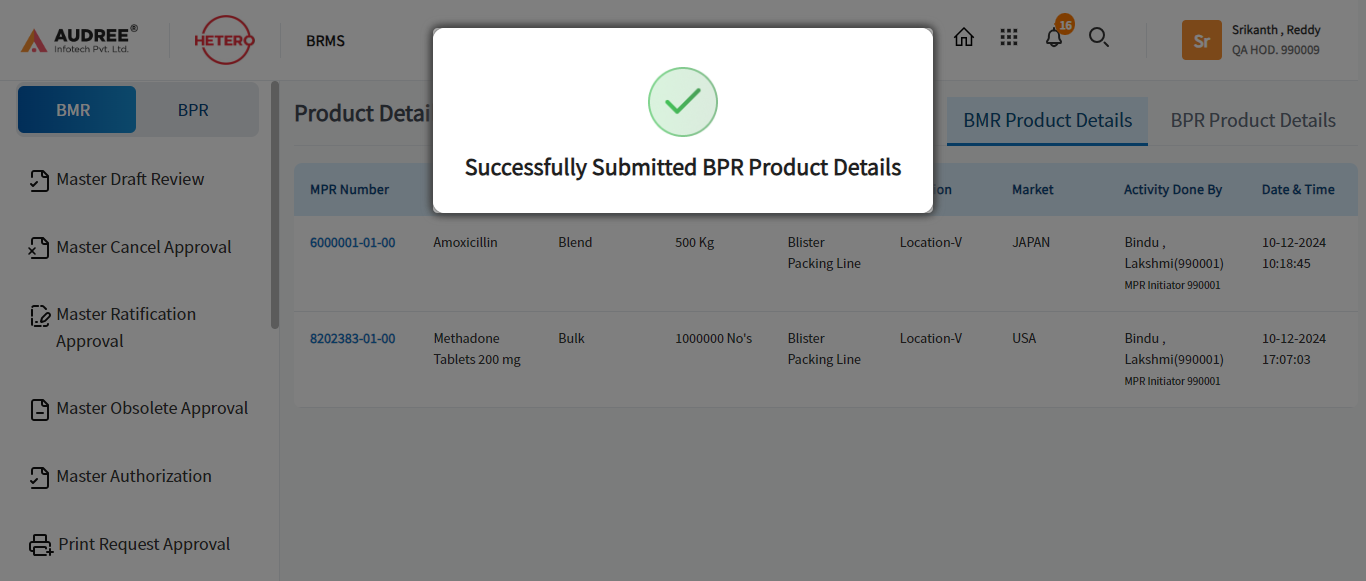 AUDREE®
Infotech Pvt. Ltd.
HETERO
BRMS
16
Sr
Srikanth , Reddy
QA HOD. 990009
Successfully Submitted BPR Product Details
BMR
BPR
Master Draft Review
Master Cancel Approval
Master Ratification
Approval
Master Obsolete Approval
Master Authorization
Print Request Approval
Product Detai
BMR Product Details
BPR Product Details
MPR Number
on
Market
Activity Done By
Date & Time
6000001-01-00
Amoxicillin
Blend
500 Kg
Blister
Packing Line
Location-V
JAPAN
Bindu ,
Lakshmi(990001)
MPR Initiator 990001
10-12-2024
10:18:45
8202383-01-00
Methadone
Tablets 200 mg
Bulk
1000000 No's
Blister
Packing Line
Location-V
USA
Bindu ,
Lakshmi(990001)
MPR Initiator 990001
10-12-2024
17:07:03